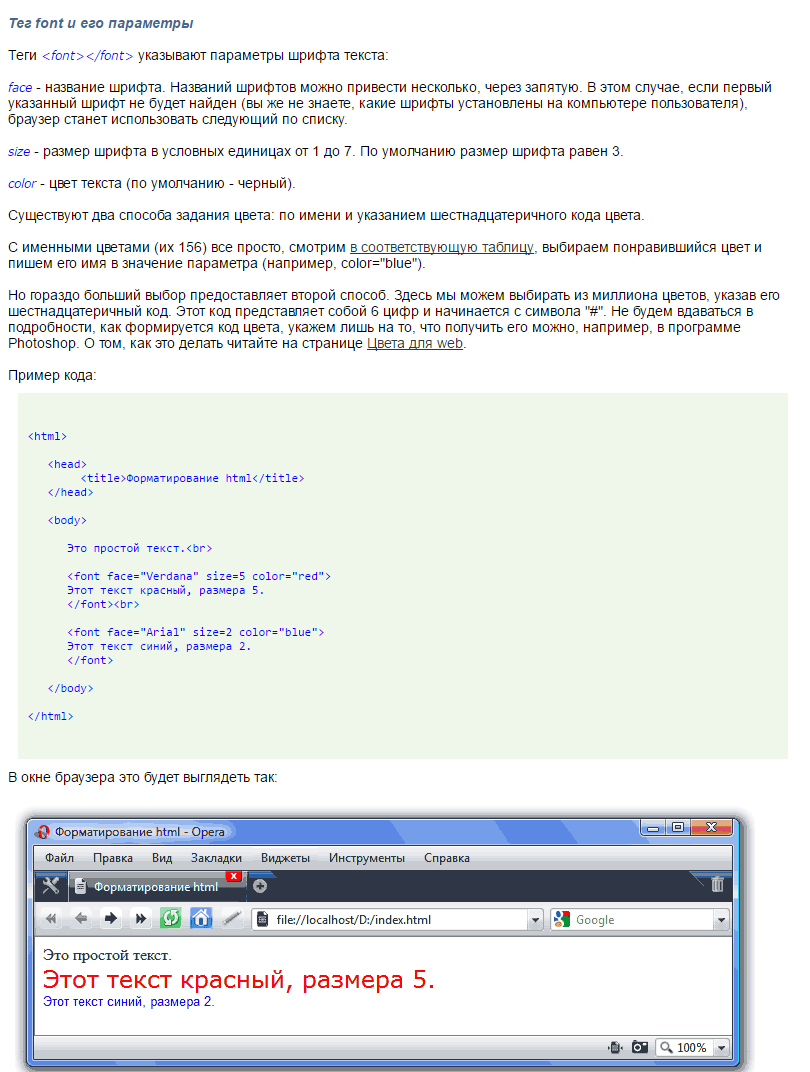 Тег font и его параметры
Теги <font></font> указывают параметры шрифта текста:
face - название шрифта. Названий шрифтов можно привести несколько, через запятую. В этом случае, если первый
указанный шрифт не будет найден (вы же не знаете, какие шрифты установлены на компьютере пользователя),
браузер станет использовать следующий по списку.
size - размер шрифта в условных единицах от 1 до 7. По умолчанию размер шрифта равен 3.
color - цвет текста (по умолчанию - черный).
Существуют два способа задания цвета: по имени и указанием шестнадцатеричного кода цвета.
С именными цветами (их 156) все просто, смотрим в соответствующую таблицу, выбираем понравившийся цвет и
пишем его имя в значение параметра (например, color="blue").
Но гораздо больший выбор предоставляет второй способ. Здесь мы можем выбирать из миллиона цветов, указав его
шестнадцатеричный код. Этот код представляет собой 6 цифр и начинается с символа "#". Не будем вдаваться в
подробности, как формируется код цвета, укажем лишь на то, что получить его можно, например, в программе
Photoshop. О том, как это делать читайте на странице Цвета для web.
Пример кода:
<html>
<head>
<title>Форматирование html</title>
</head>
<body>
Это простой текст.<br>
<font face="Verdana" size=5 color="red">
Этот текст красный, размера 5.
</font><br>
<font face="Arial" size=2 color="blue">
Этот текст синий, размера 2.
</font>
</body>
</html>
В окне браузера это будет выглядеть так:
Форматирование html - Opera
Файл Правка Вид Закладки Виджеты Инструменты Справка
Форматирование html
file://localhost/D:/index.html Google
Это простой текст.
Этот текст красный, размера 5.
Этот текст синий, размера 2.
100%